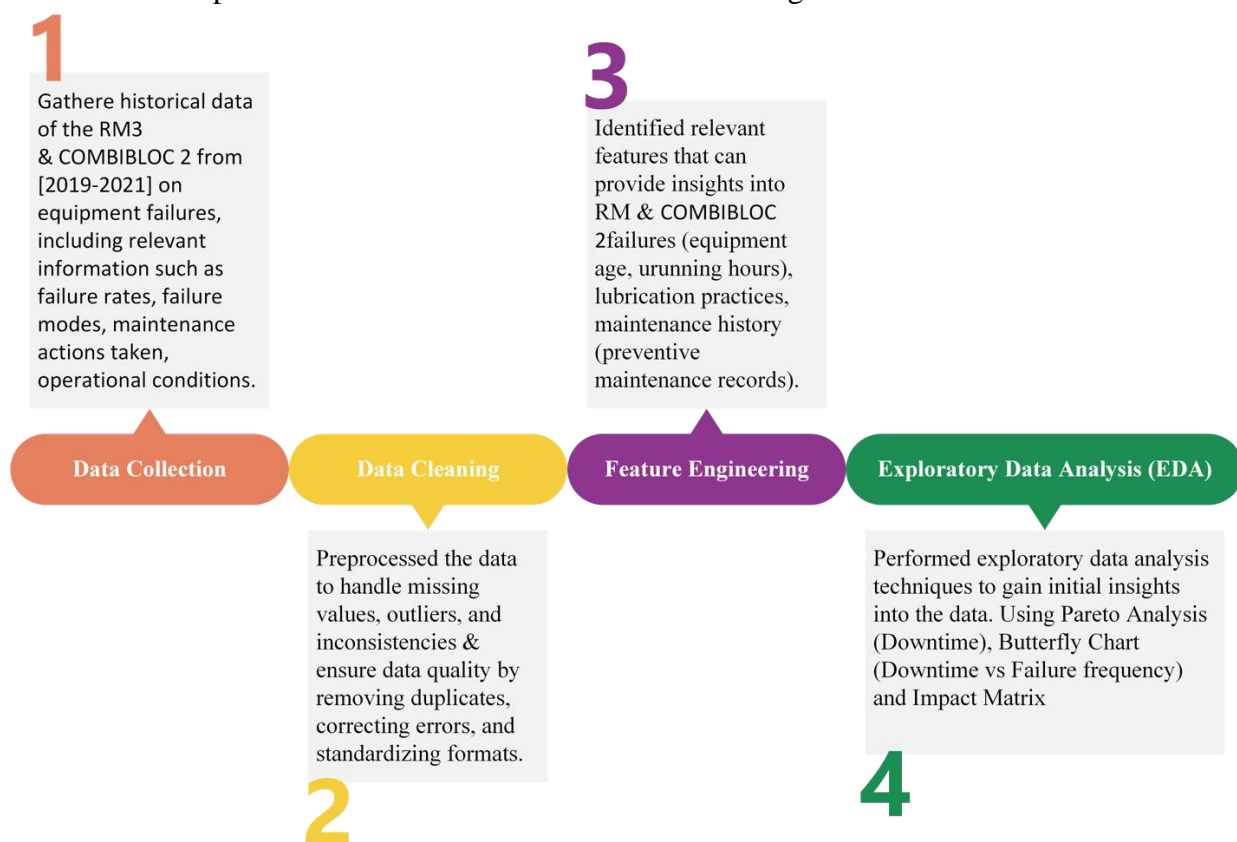 1
Gathere historical data
of the RM3
& COMBIBLOC 2 from
[2019-2021] on
equipment failures,
including relevant
information such as
failure rates, failure
modes, maintenance
actions taken,
operational conditions.
3
Identified relevant
features that can
provide insights into
RM & COMBIBLOC
2failures (equipment
age, urunning hours),
lubrication practices,
maintenance history
(preventive
maintenance records).
Data Collection
Data Cleaning
Feature Engineering
Exploratory Data Analysis (EDA)
Preprocessed the data
to handle missing
values, outliers, and
inconsistencies &
ensure data quality by
removing duplicates,
correcting errors, and
standardizing formats.
2
Performed exploratory data analysis
techniques to gain initial insights
into the data. Using Pareto Analysis
(Downtime), Butterfly Chart
(Downtime vs Failure frequency)
and Impact Matrix
4